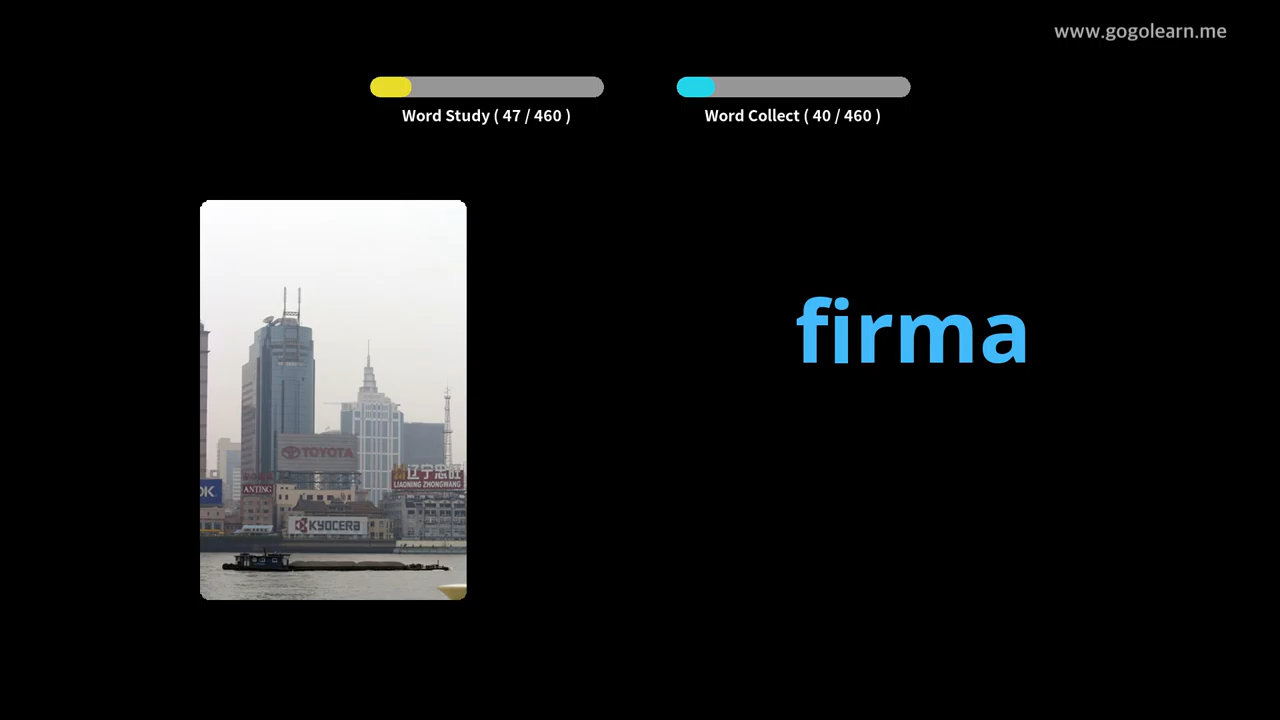 www.gogolearn.me
Word Study ( 47 / 460 )
Word Collect ( 40 / 460 )
firma
TOYOTA
辽宁忠旺
LIAONING ZHONGWANG
OK
ANTING
KYOCERA